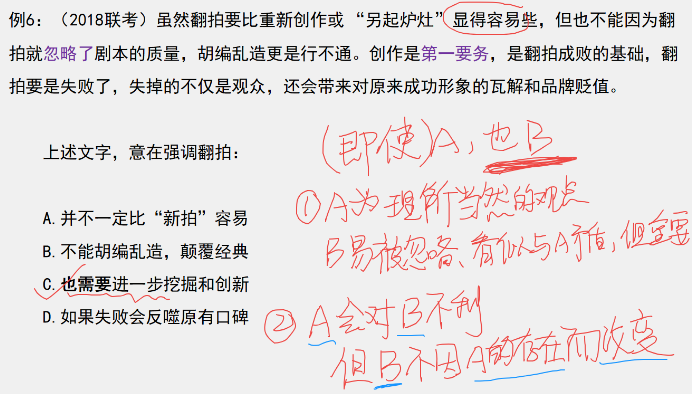 例6：（2018联考）虽然翻拍要比重新创作或“另起炉灶”显得容易些，但也不能因为翻
拍就忽略了剧本的质量，胡编乱造更是行不通。创作是第一要务，是翻拍成败的基础，翻
拍要是失败了，失掉的不仅是观众，还会带来对原来成功形象的瓦解和品牌贬值。
上述文字，意在强调翻拍：
A.并不一定比“新拍”容易
B.不能胡编乱造，颠覆经典
C.也需要进一步挖掘和创新
D.如果失败会反噬原有口碑
(即使)A，也B
①A为理所当然的观点
B易被忽略、看似与A矛盾，但重要
②A会对B不利
但B不因A的存在而改变